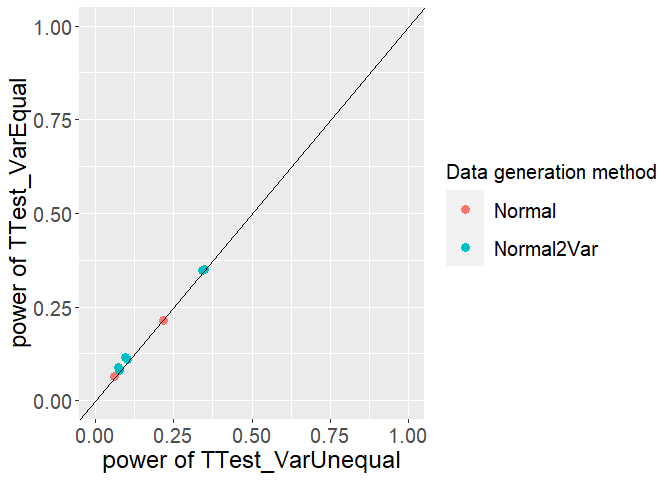 1.00
0.75
0.50
0.25
0.00
power of TTest_VarEqual
0.00 0.25 0.50 0.75 1.00
power of TTest_VarUnequal
Data generation method
Normal
Normal2Var